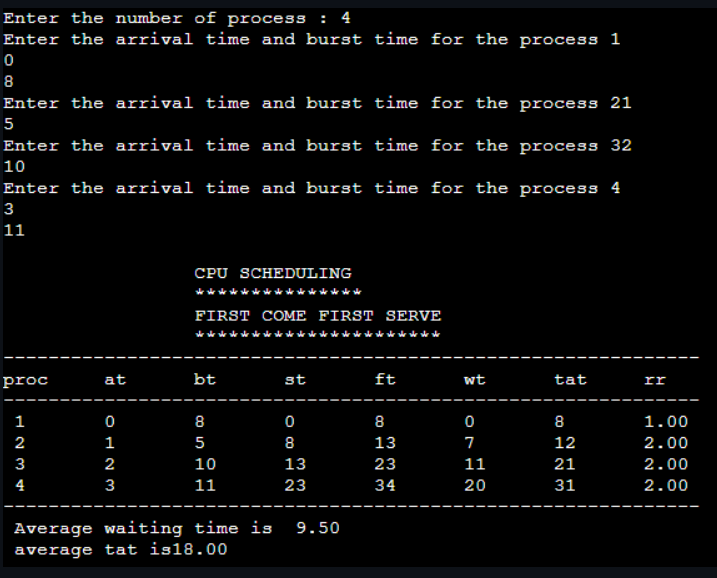 Enter the number of process : 4
Enter the arrival time and burst time for the process 1
0
8
Enter the arrival time and burst time for the process 21
5
Enter the arrival time and burst time for the process 32
10
Enter the arrival time and burst time for the process 4
3
11
CPU SCHEDULING
***************
FIRST COME FIRST SERVE
**********************
--------------------------------------------------------------
proc at bt st ft wt tat rr
--------------------------------------------------------------
1 0 8 0 8 0 8 1.00
2 1 5 8 13 7 12 2.00
3 2 10 13 23 11 21 2.00
4 3 11 23 34 20 31 2.00
--------------------------------------------------------------
Average waiting time is 9.50
average tat is18.00